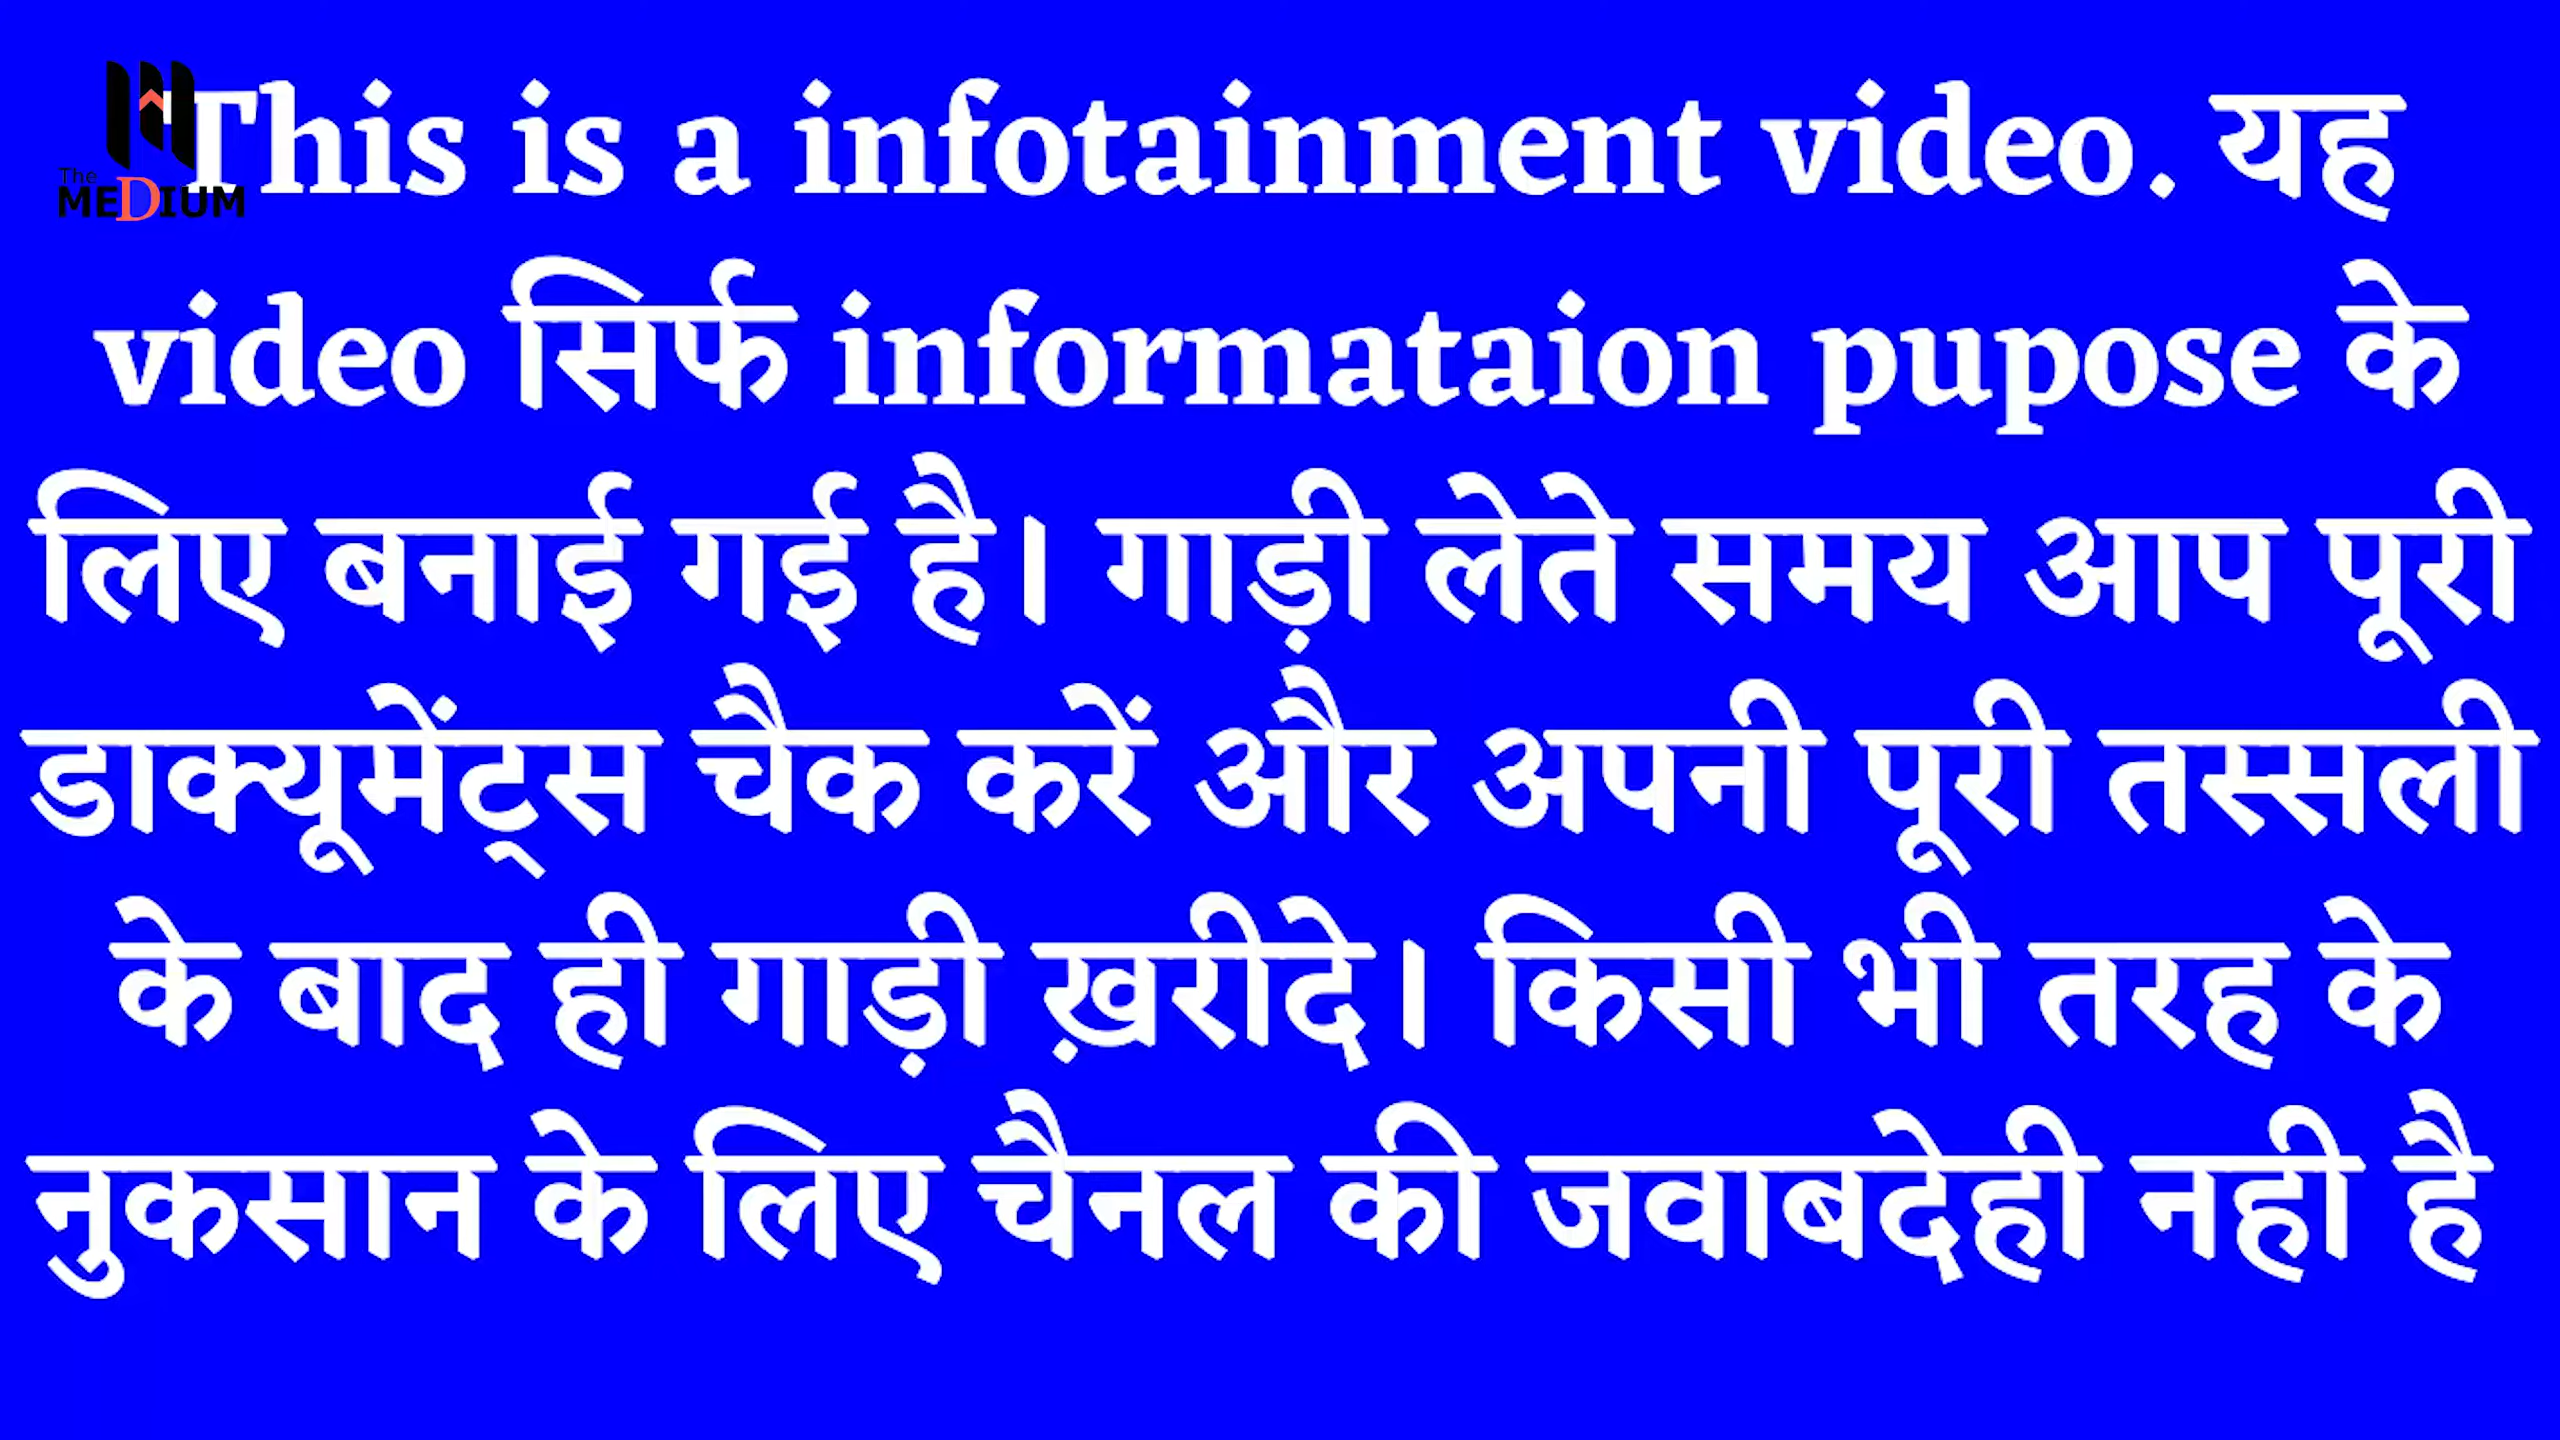 The
MEDIUM
This is a infotainment video. यह
video सिर्फ informataion pupose के
लिए बनाई गई है। गाड़ी लेते समय आप पूरी
डाक्यूमेंट्स चैक करें और अपनी पूरी तस्सली
के बाद ही गाड़ी ख़रीदे। किसी भी तरह के
नुकसान के लिए चैनल की जवाबदेही नही है